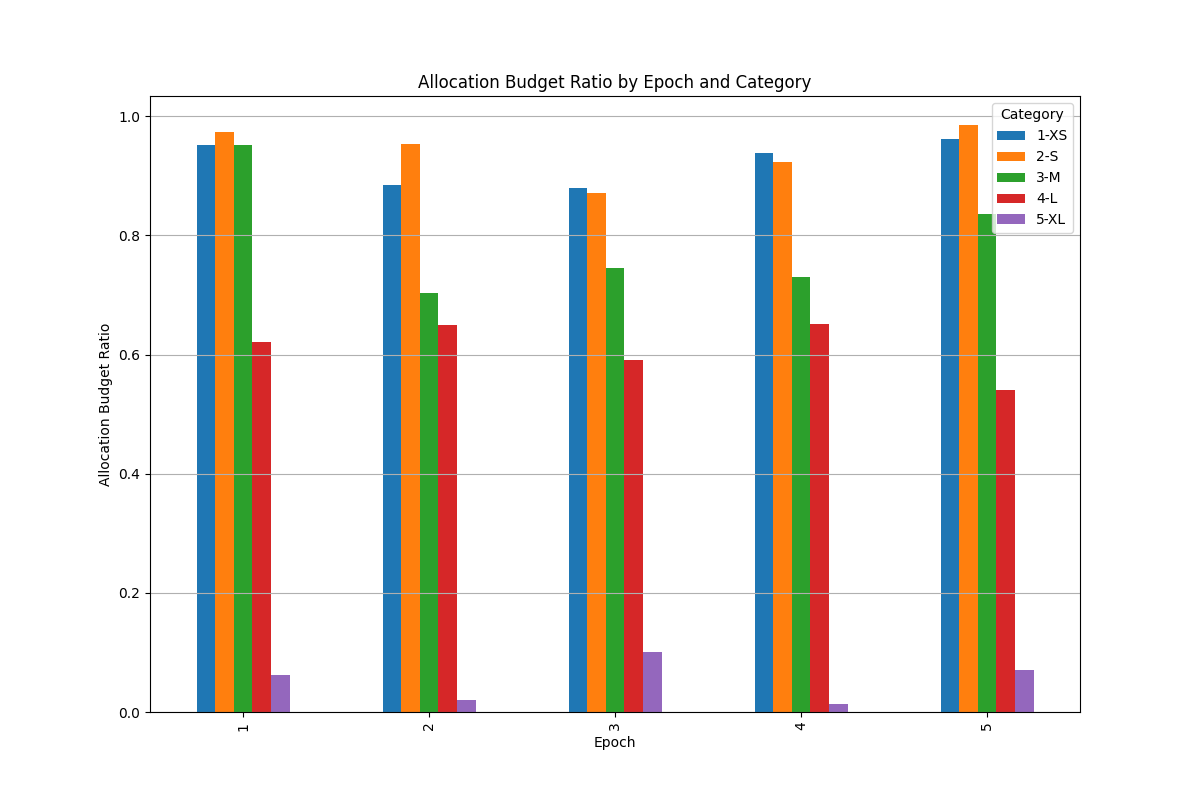 Allocation Budget Ratio by Epoch and Category
Allocation Budget Ratio
1.0
0.8
0.6
0.4
0.2
0.0
Category
1-XS
2-S
3-M
4-L
5-XL
1
2
3
4
5
Epoch